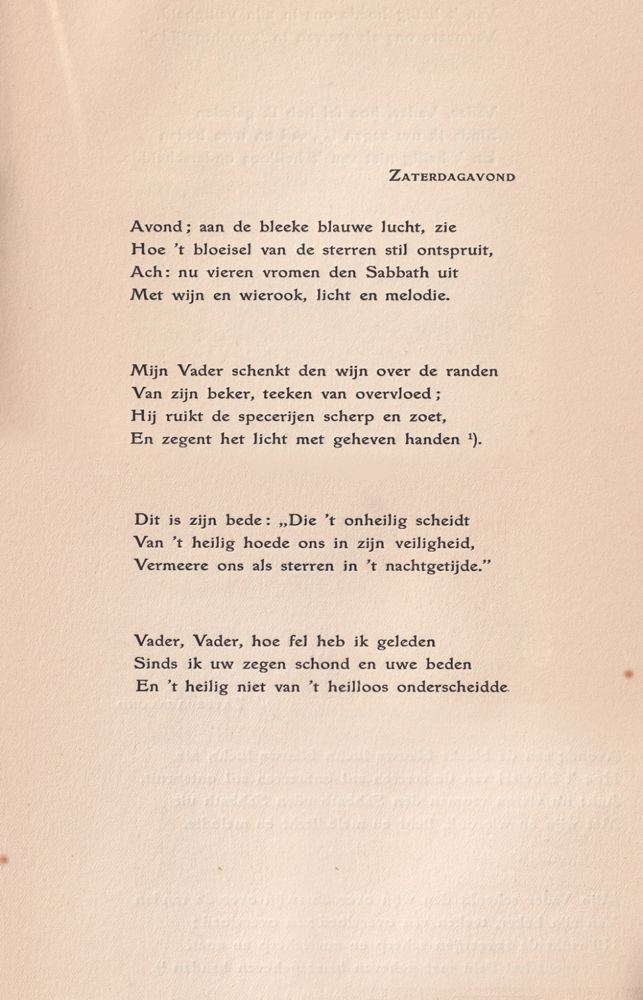 ZATERDAGAVOND
Avond; aan de bleeke blauwe lucht, zie
Hoe 't bloeisel van de sterren stil ontspruit,
Ach: nu vieren vromen den Sabbath uit
Met wijn en wierook, licht en melodie.
Mijn Vader schenkt den wijn over de randen
Van zijn beker, teeken van overvloed;
Hij ruikt de specerijen scherp en zoet,
En zegent het licht met geheven handen ¹).
Dit is zijn bede: „Die 't onheilig scheidt
Van 't heilig hoede ons in zijn veiligheid,
Vermeere ons als sterren in 't nachtgetijde.”
Vader, Vader, hoe fel heb ik geleden
Sinds ik uw zegen schond en uwe beden
En 't heilig niet van 't heilloos onderscheidde.